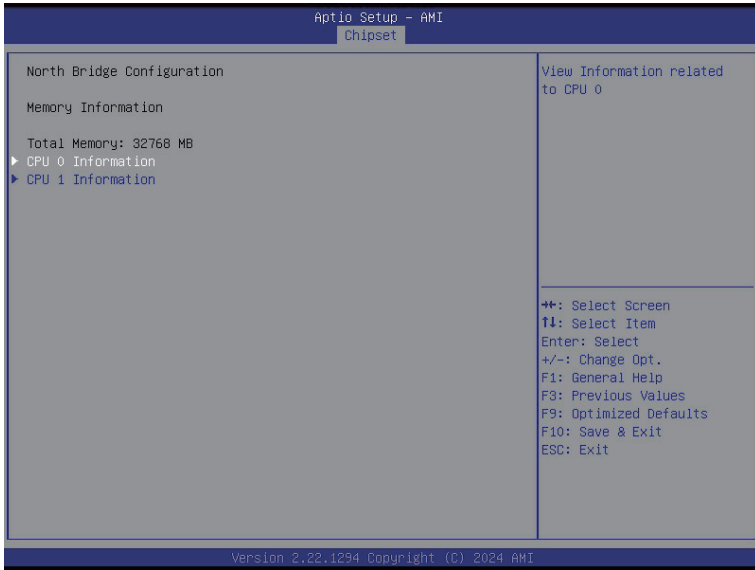 Aptio Setup – AMI
Chipset
North Bridge Configuration
Memory Information
Total Memory: 32768 MB
CPU 0 Information
CPU 1 Information
View Information related
to CPU 0
→←: Select Screen
↑↓: Select Item
Enter: Select
+/-: Change Opt.
F1: General Help
F3: Previous Values
F9: Optimized Defaults
F10: Save & Exit
ESC: Exit
Version 2.22.1294 Copyright (C) 2024 AMI